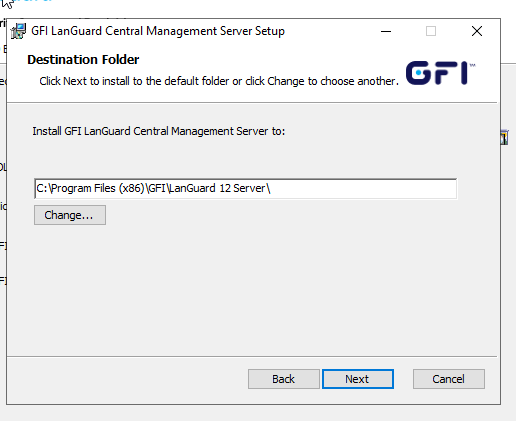 GFI LanGuard Central Management Server Setup
Destination Folder
Click Next to install to the default folder or click Change to choose another.
GFI™
Install GFI LanGuard Central Management Server to:
C:\Program Files (x86)\GFI\LanGuard 12 Server\
Change...
Back
Next
Cancel